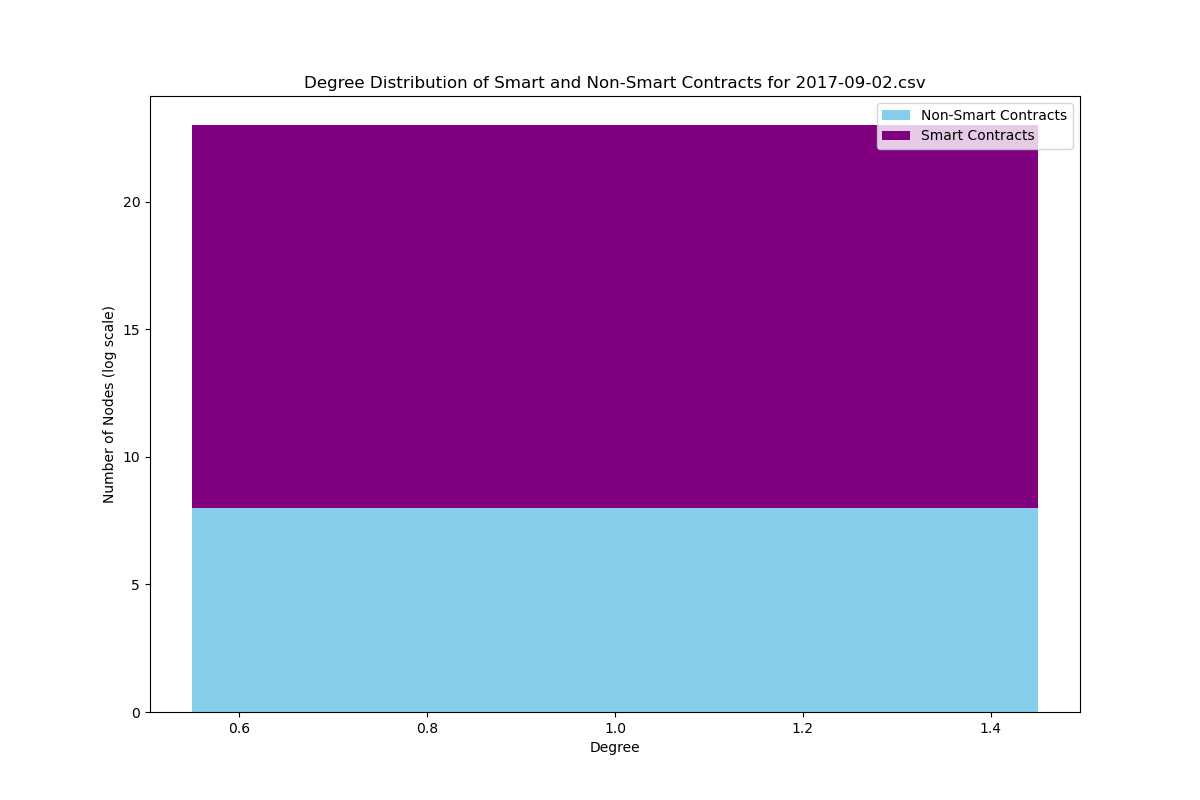 Degree Distribution of Smart and Non-Smart Contracts for 2017-09-02.csv
Non-Smart Contracts
Smart Contracts
Number of Nodes (log scale)
20
15
10
5
0
0.6 0.8 1.0 1.2 1.4
Degree